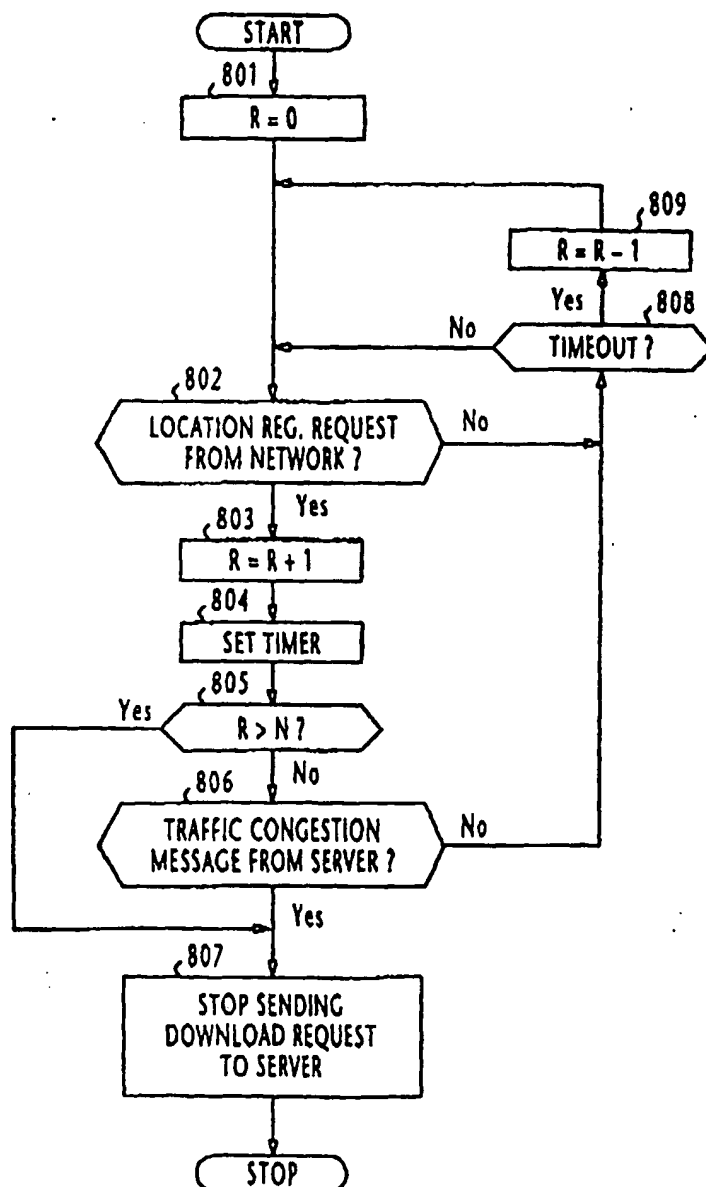 START
801
R = 0
809
R = R - 1
Yes
808
No
TIMEOUT ?
802
LOCATION REG. REQUEST
FROM NETWORK ?
No
Yes
803
R = R + 1
804
SET TIMER
805
Yes
R > N ?
No
806
TRAFFIC CONGESTION
MESSAGE FROM SERVER ?
No
Yes
807
STOP SENDING
DOWNLOAD REQUEST
TO SERVER
STOP